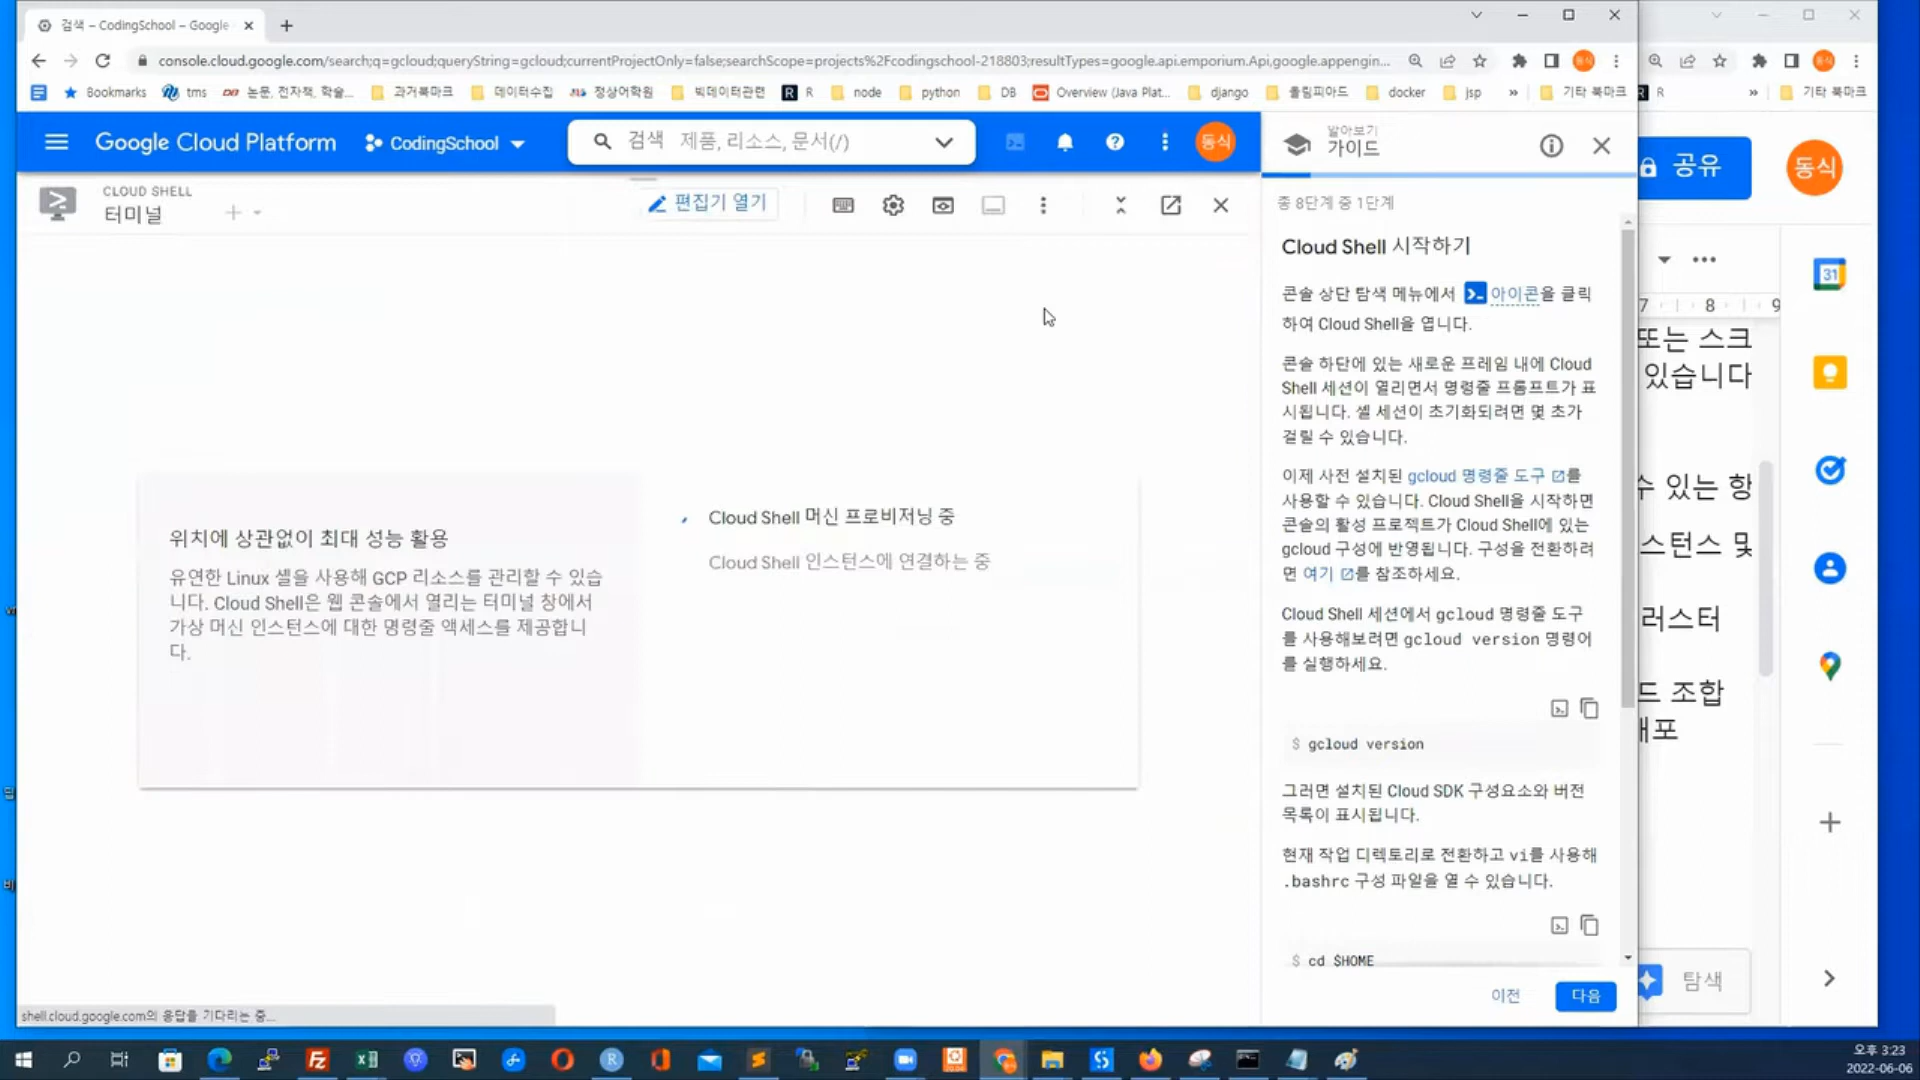 검색 – CodingSchool – Google
console.cloud.google.com/search;q=gcloud;queryString=gcloud;currentProjectOnly=false;searchScope=projects%2Fcodingschool-218803;resultTypes=google.api.emporium.Api,google.appengin...
Bookmarks
tms
논문, 전자책, 학술...
과거북마크
데이터수집
정상어학원
빅데이터관련
R
node
python
DB
Overview (Java Plat...
django
올림피아드
docker
jsp
»
기타 북마크
R
»
기타 북마크
Google Cloud Platform
CodingSchool
검색 제품, 리소스, 문서(/)
동식
알아보기
가이드
공유
동식
CLOUD SHELL
터미널
편집기 열기
총 8단계 중 1단계
Cloud Shell 시작하기
콘솔 상단 탐색 메뉴에서 아이콘을 클릭
하여 Cloud Shell을 엽니다.
콘솔 하단에 있는 새로운 프레임 내에 Cloud
Shell 세션이 열리면서 명령줄 프롬프트가 표
시됩니다. 셸 세션이 초기화되려면 몇 초가
걸릴 수 있습니다.
이제 사전 설치된 gcloud 명령줄 도구를
사용할 수 있습니다. Cloud Shell을 시작하면
콘솔의 활성 프로젝트가 Cloud Shell에 있는
gcloud 구성에 반영됩니다. 구성을 전환하려
면 여기를 참조하세요.
Cloud Shell 세션에서 gcloud 명령줄 도구
를 사용해보려면 gcloud version 명령어
를 실행하세요.
$ gcloud version
그러면 설치된 Cloud SDK 구성요소와 버전
목록이 표시됩니다.
현재 작업 디렉토리로 전환하고 vi를 사용해
.bashrc 구성 파일을 열 수 있습니다.
$ cd $HOME
이전
다음
위치에 상관없이 최대 성능 활용
유연한 Linux 셸을 사용해 GCP 리소스를 관리할 수 있습
니다. Cloud Shell은 웹 콘솔에서 열리는 터미널 창에서
가상 머신 인스턴스에 대한 명령줄 액세스를 제공합니
다.
Cloud Shell 머신 프로비저닝 중
Cloud Shell 인스턴스에 연결하는 중
7 8 9
또는 스크
있습니다
수 있는 항
스턴스 및
러스터
드 조합
배포
탐색
31
shell.cloud.google.com의 응답을 기다리는 중...
오후 3:23
2022-06-06